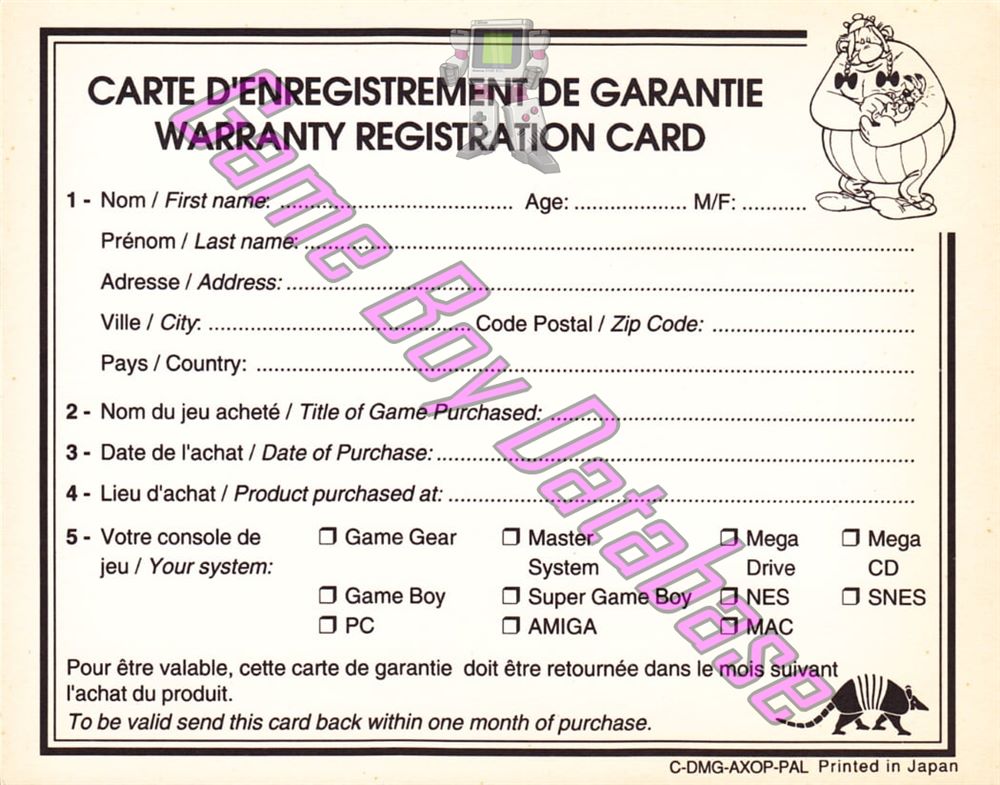 CARTE D'ENREGISTREMENT DE GARANTIE
WARRANTY REGISTRATION CARD
1 - Nom / First name: ........................................ Age: ................... M/F: ...........
Prénom / Last name: ........................................
Adresse / Address: ........................................
Ville / City: ........................................ Code Postal / Zip Code: ........................................
Pays / Country: ........................................
2 - Nom du jeu acheté / Title of Game Purchased: ........................................
3 - Date de l'achat / Date of Purchase: ........................................
4 - Lieu d'achat / Product purchased at: ........................................
5 - Votre console de jeu / Your system:
❒ Game Gear ❒ Master System ❒ Mega Drive ❒ Mega CD
❒ Game Boy ❒ Super Game Boy ❒ NES ❒ SNES
❒ PC ❒ AMIGA ❒ MAC
Pour être valable, cette carte de garantie doit être retournée dans le mois suivant
l'achat du produit.
To be valid send this card back within one month of purchase.
C-DMG-AXOP-PAL Printed in Japan
Game Boy Database